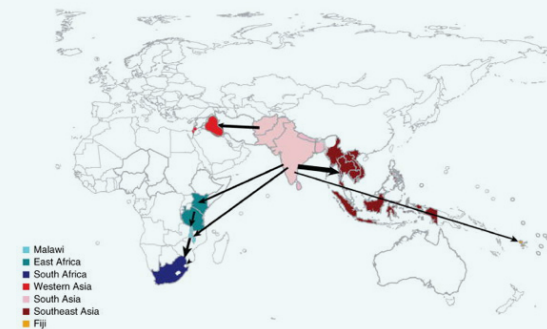 Malawi
East Africa
South Africa
Western Asia
South Asia
Southeast Asia
Fiji